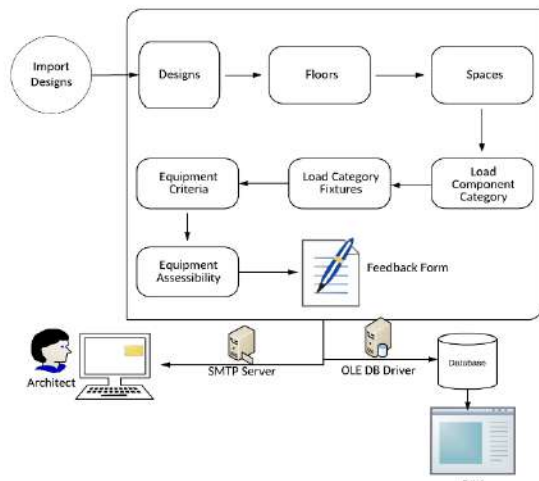 Import
Designs
Designs
Floors
Spaces
Equipment
Criteria
Load Category
Fixtures
Load
Component
Category
Equipment
Assessibility
Feedback Form
Architect
SMTP Server
OLE DB Driver
Database